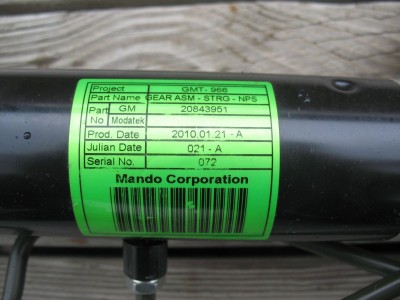 Project GMT- 966
Part Name GEAR ASM - STRG - NPS
Part No GM 20843951
Modatek
Prod. Date 2010.01.21 - A
Julian Date 021 - A
Serial No. 072
Mando Corporation